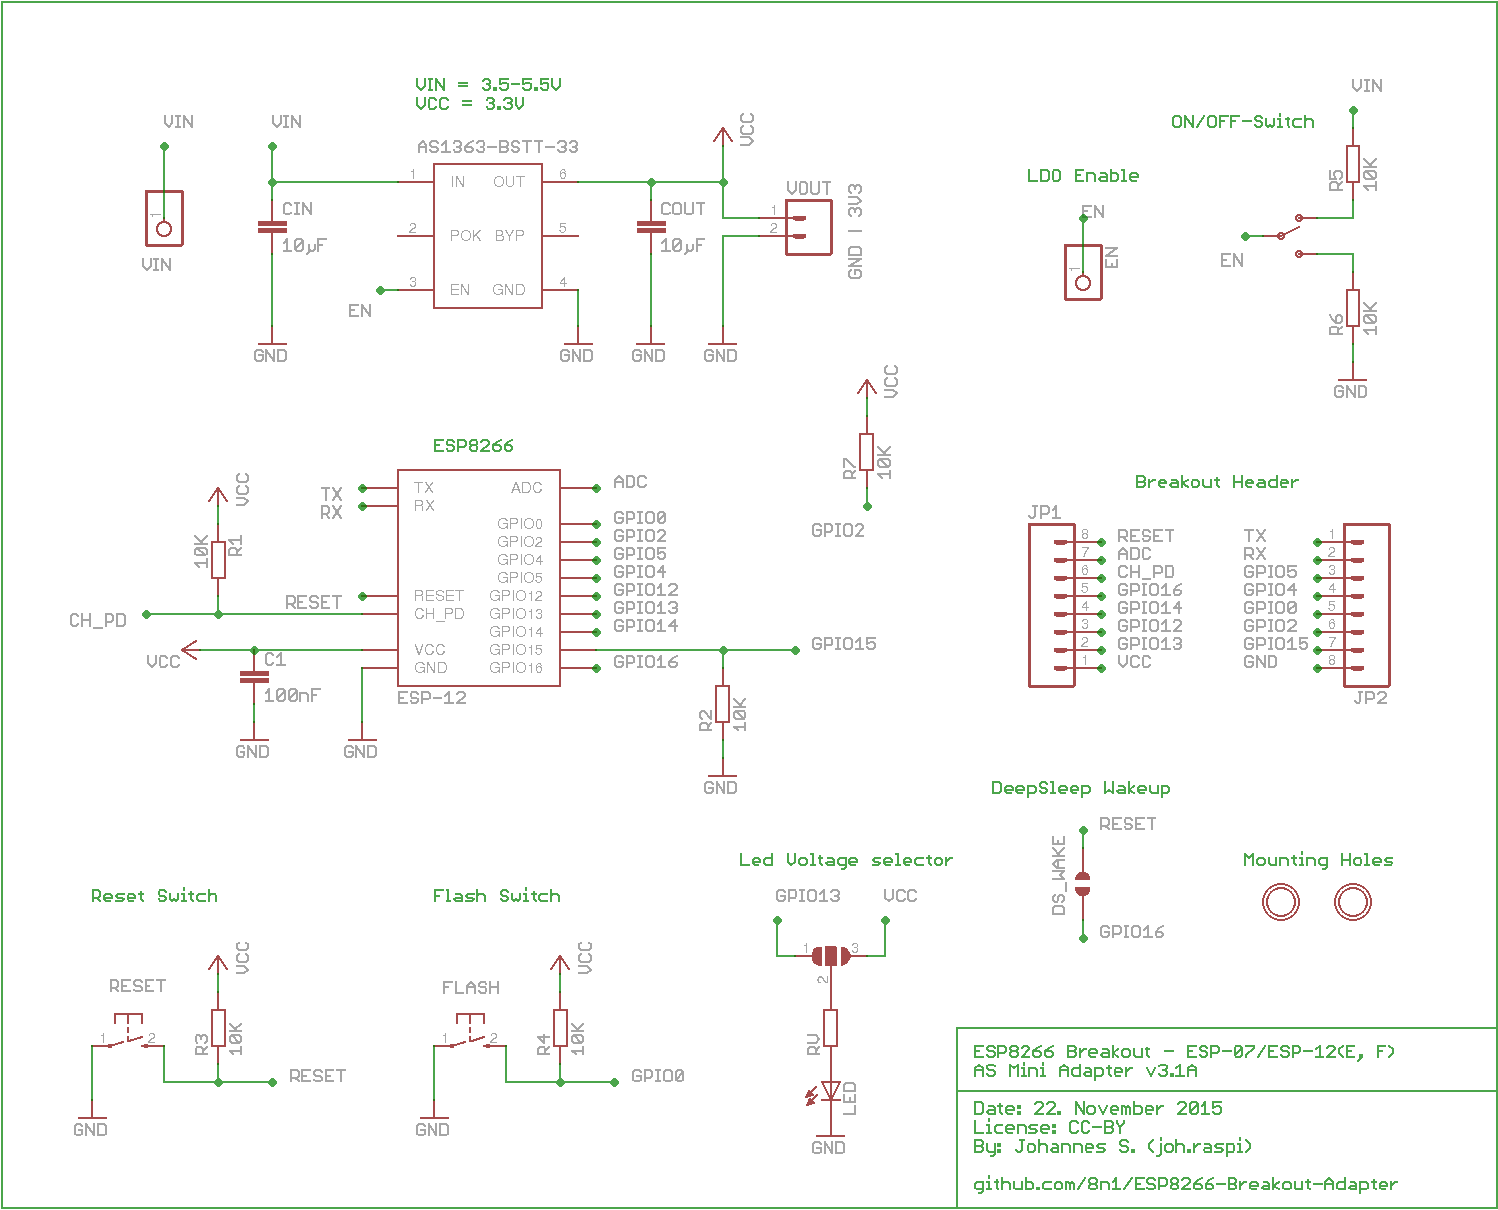 VIN = 3.5-5.5V
VCC = 3.3V
VIN
1
VIN
VIN
CIN
10µF
GND
AS1363-BSTT-33
1 IN OUT 6
2 POK BYP 5
3 EN GND 4
EN
GND
COUT
10µF
GND
VCC
VOUT
1
2
GND | 3V3
GND
LDO Enable
EN
1
EN
ON/OFF-Switch
VIN
R5
10K
EN
R6
10K
GND
VCC
R7
10K
GPIO2
ESP8266
TX
RX
TX ADC
RX
GPIO0
GPIO2
GPIO4
GPIO5
RESET GPIO12
CH_PD GPIO13
GPIO14
VCC GPIO15
GND GPIO16
ESP-12
ADC
GPIO0
GPIO2
GPIO5
GPIO4
GPIO12
GPIO13
GPIO14
GPIO15
GPIO16
VCC
10K
R1
RESET
CH_PD
VCC
C1
100nF
GND
GND
R2
10K
GND
Breakout Header
JP1
8 RESET
7 ADC
6 CH_PD
5 GPIO16
4 GPIO14
3 GPIO12
2 GPIO13
1 VCC
TX 1
RX 2
GPIO5 3
GPIO4 4
GPIO0 5
GPIO2 6
GPIO15 7
GND 8
JP2
DeepSleep Wakeup
RESET
DS_WAKE
GPIO16
Mounting Holes
Led Voltage selector
GPIO13 VCC
1 3
2
RV
LED
GND
Reset Switch
VCC
RESET
1 2
R3
10K
RESET
GND
Flash Switch
VCC
FLASH
1 2
R4
10K
GPIO0
GND
ESP8266 Breakout - ESP-07/ESP-12(E, F)
AS Mini Adapter v3.1A
Date: 22. November 2015
License: CC-BY
By: Johannes S. (joh.raspi)
github.com/8n1/ESP8266-Breakout-Adapter